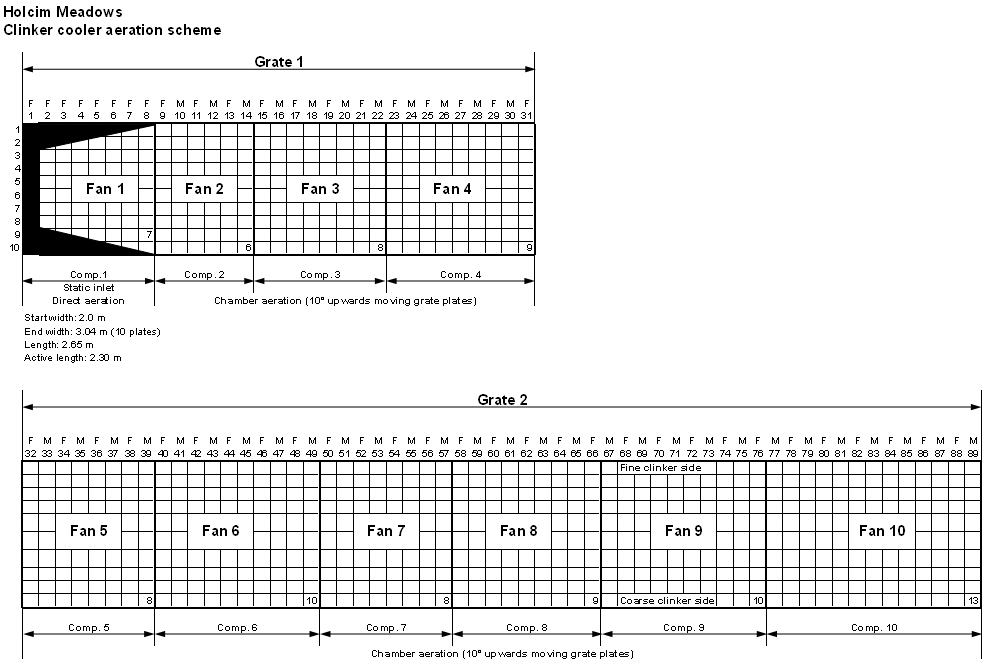 Holcim Meadows
Clinker cooler aeration scheme
Grate 1
F F F F F F F F F M F M F M F M F M F M F M F M F M F M F M F
1 2 3 4 5 6 7 8 9 10 11 12 13 14 15 16 17 18 19 20 21 22 23 24 25 26 27 28 29 30 31
1
2
3
4
5
6
7
8
9
10
Fan 1 Fan 2 Fan 3 Fan 4
7
6 8 9
Comp.1 Comp. 2 Comp. 3 Comp. 4
Static inlet
Direct aeration Chamber aeration (10° upwards moving grate plates)
Start width: 2.0 m
End width: 3.04 m (10 plates)
Length: 2.65 m
Active length: 2.30 m
Grate 2
F M F M F M F M F M F M F M F M F M F M F M F M F M F M F M F M F M F M F M F M F M F M F M F M F M F M F M F M F M
32 33 34 35 36 37 38 39 40 41 42 43 44 45 46 47 48 49 50 51 52 53 54 55 56 57 58 59 60 61 62 63 64 65 66 67 68 69 70 71 72 73 74 75 76 77 78 79 80 81 82 83 84 85 86 87 88 89
Fine clinker side
Fan 5 Fan 6 Fan 7 Fan 8 Fan 9 Fan 10
8 10 8 9 Coarse clinker side 10 13
Comp. 5 Comp. 6 Comp. 7 Comp. 8 Comp. 9 Comp. 10
Chamber aeration (10° upwards moving grate plates)